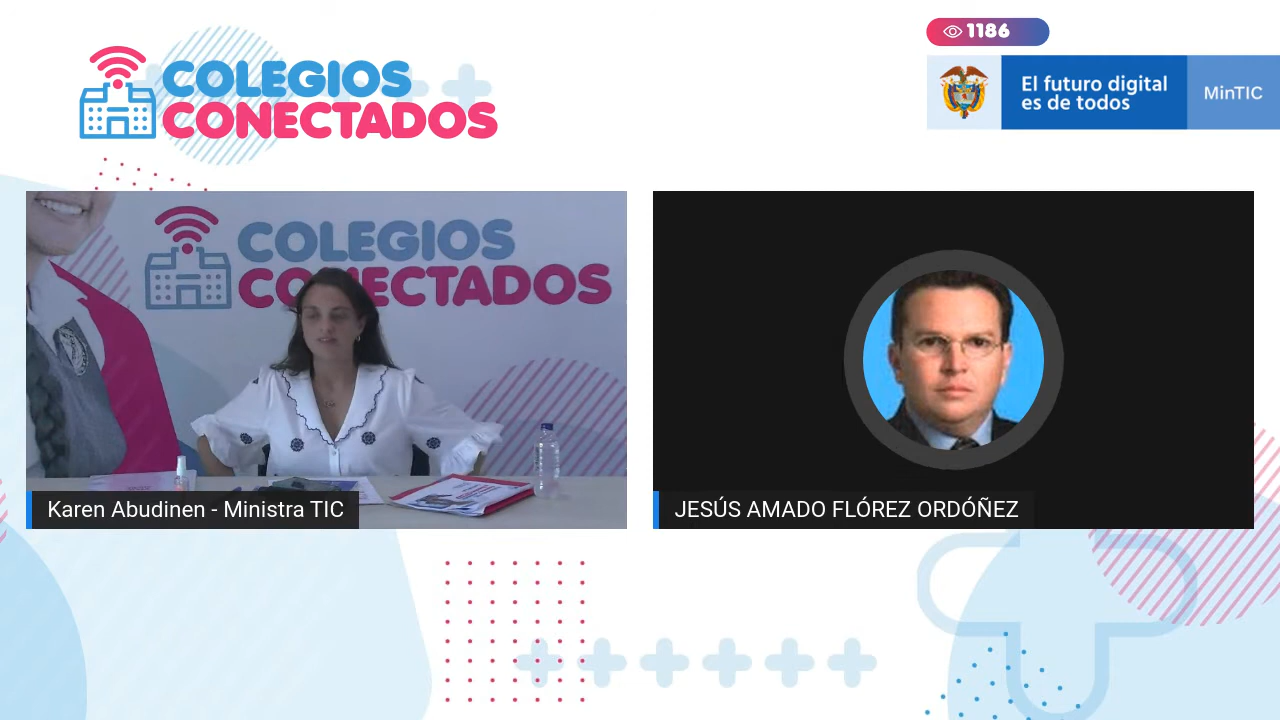 COLEGIOS
CONECTADOS
1186
El futuro digital
es de todos
MinTIC
COLEGIOS
CONECTADOS
Karen Abudinen - Ministra TIC
JESÚS AMADO FLÓREZ ORDÓÑEZ